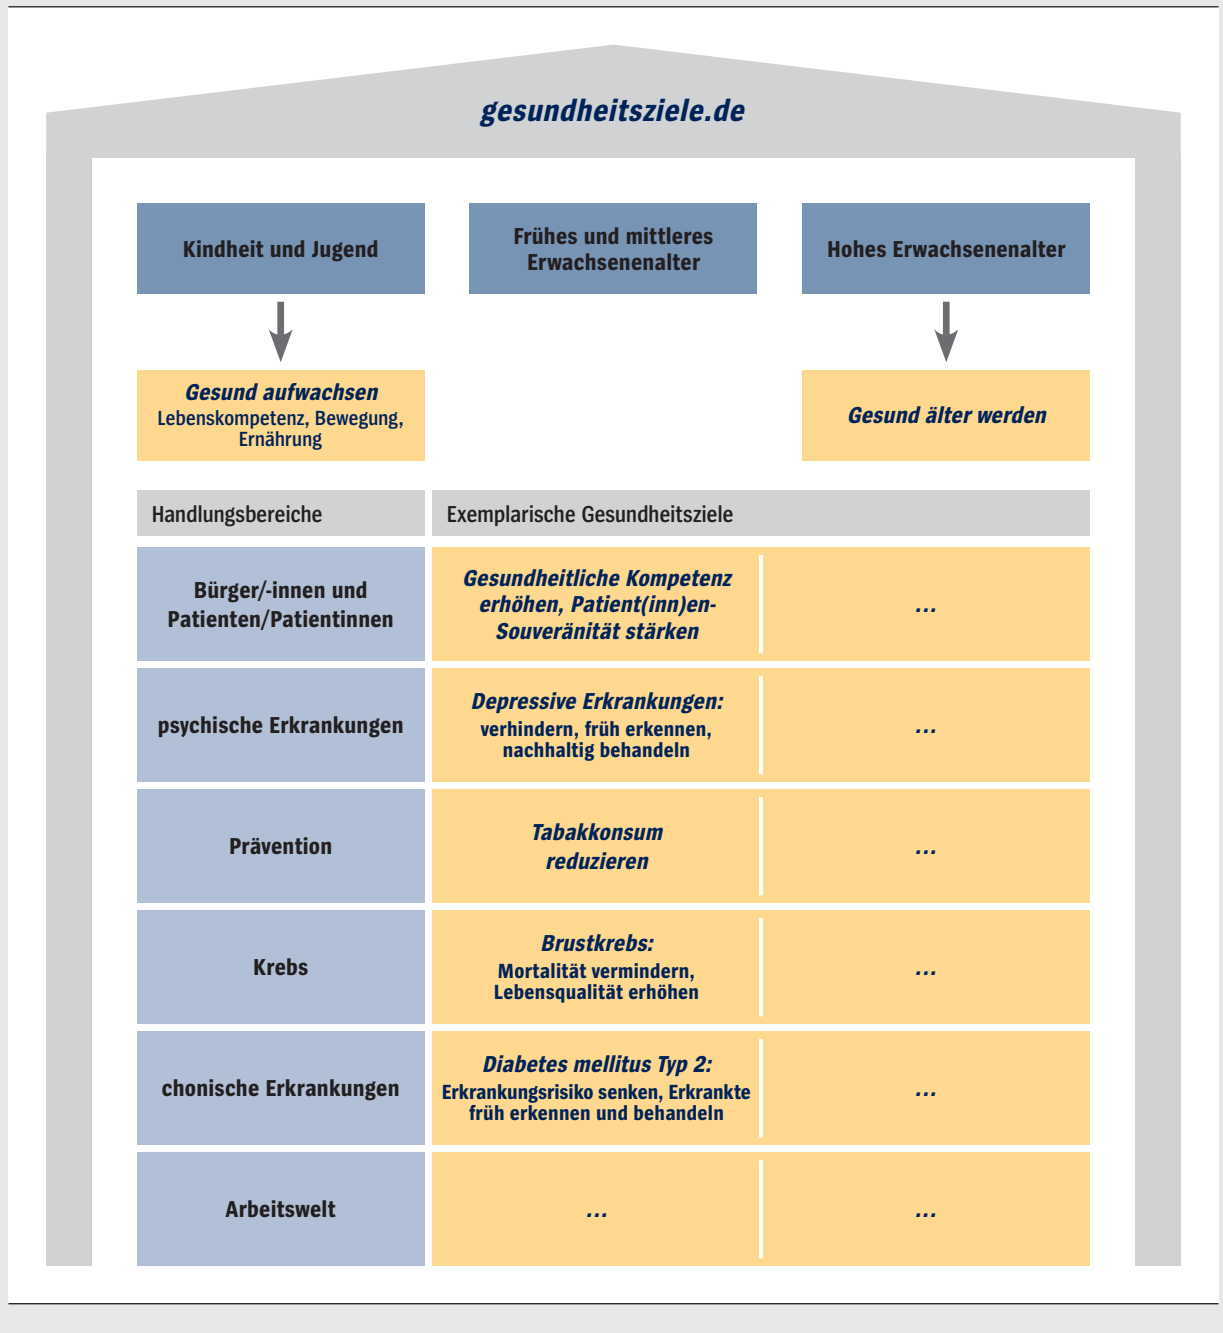 gesundheitsziele.de
Kindheit und Jugend
Frühes und mittleres
Erwachsenenalter
Hohes Erwachsenenalter
Gesund aufwachsen
Lebenskompetenz, Bewegung,
Ernährung
Gesund älter werden
Handlungsbereiche
Exemplarische Gesundheitsziele
Bürger/-innen und
Patienten/Patientinnen
Gesundheitliche Kompetenz
erhöhen, Patient(inn)en-
Souveränität stärken
...
psychische Erkrankungen
Depressive Erkrankungen:
verhindern, früh erkennen,
nachhaltig behandeln
...
Prävention
Tabakkonsum
reduzieren
...
Krebs
Brustkrebs:
Mortalität vermindern,
Lebensqualität erhöhen
...
chonische Erkrankungen
Diabetes mellitus Typ 2:
Erkrankungsrisiko senken, Erkrankte
früh erkennen und behandeln
...
Arbeitswelt
...
...